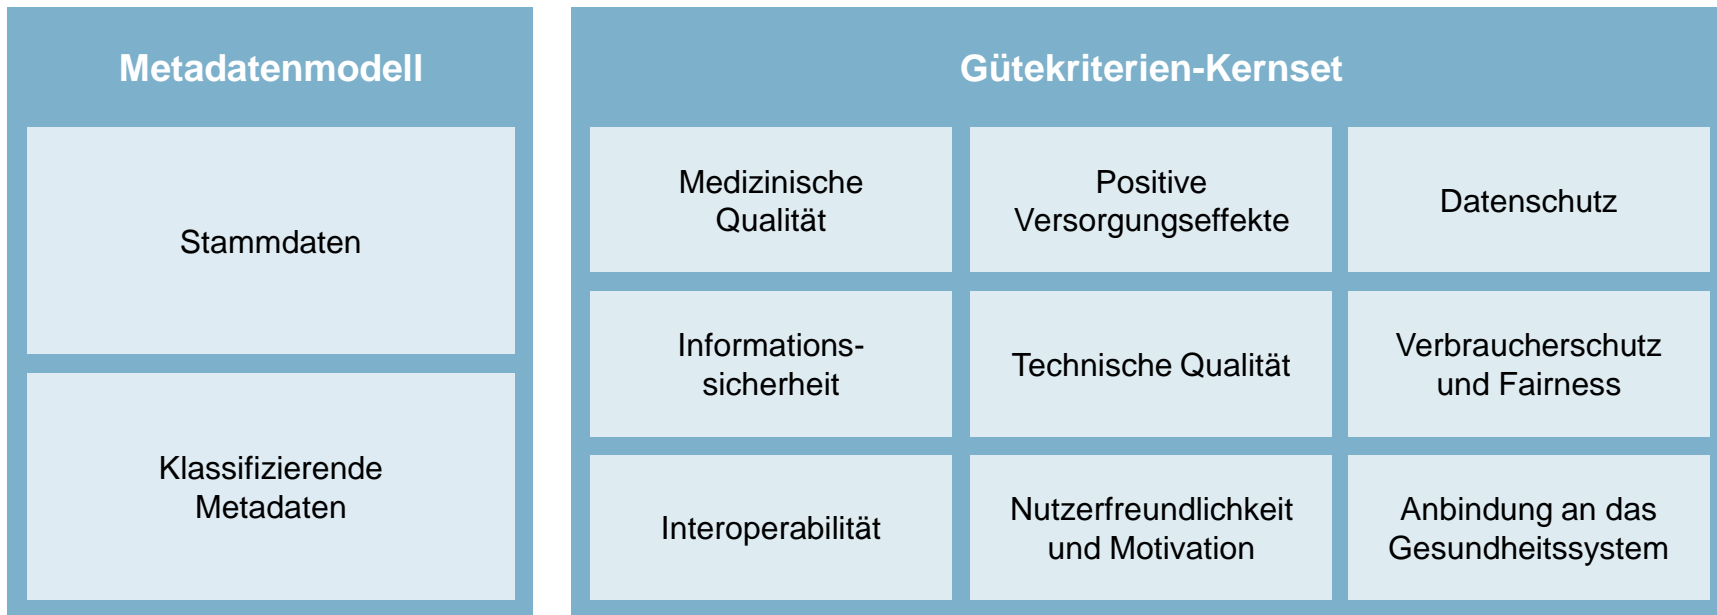 Metadatenmodell
Stammdaten
Klassifizierende
Metadaten
Gütekriterien-Kernset
Medizinische
Qualität
Positive
Versorgungseffekte
Datenschutz
Informations-
sicherheit
Technische Qualität
Verbraucherschutz
und Fairness
Interoperabilität
Nutzerfreundlichkeit
und Motivation
Anbindung an das
Gesundheitssystem